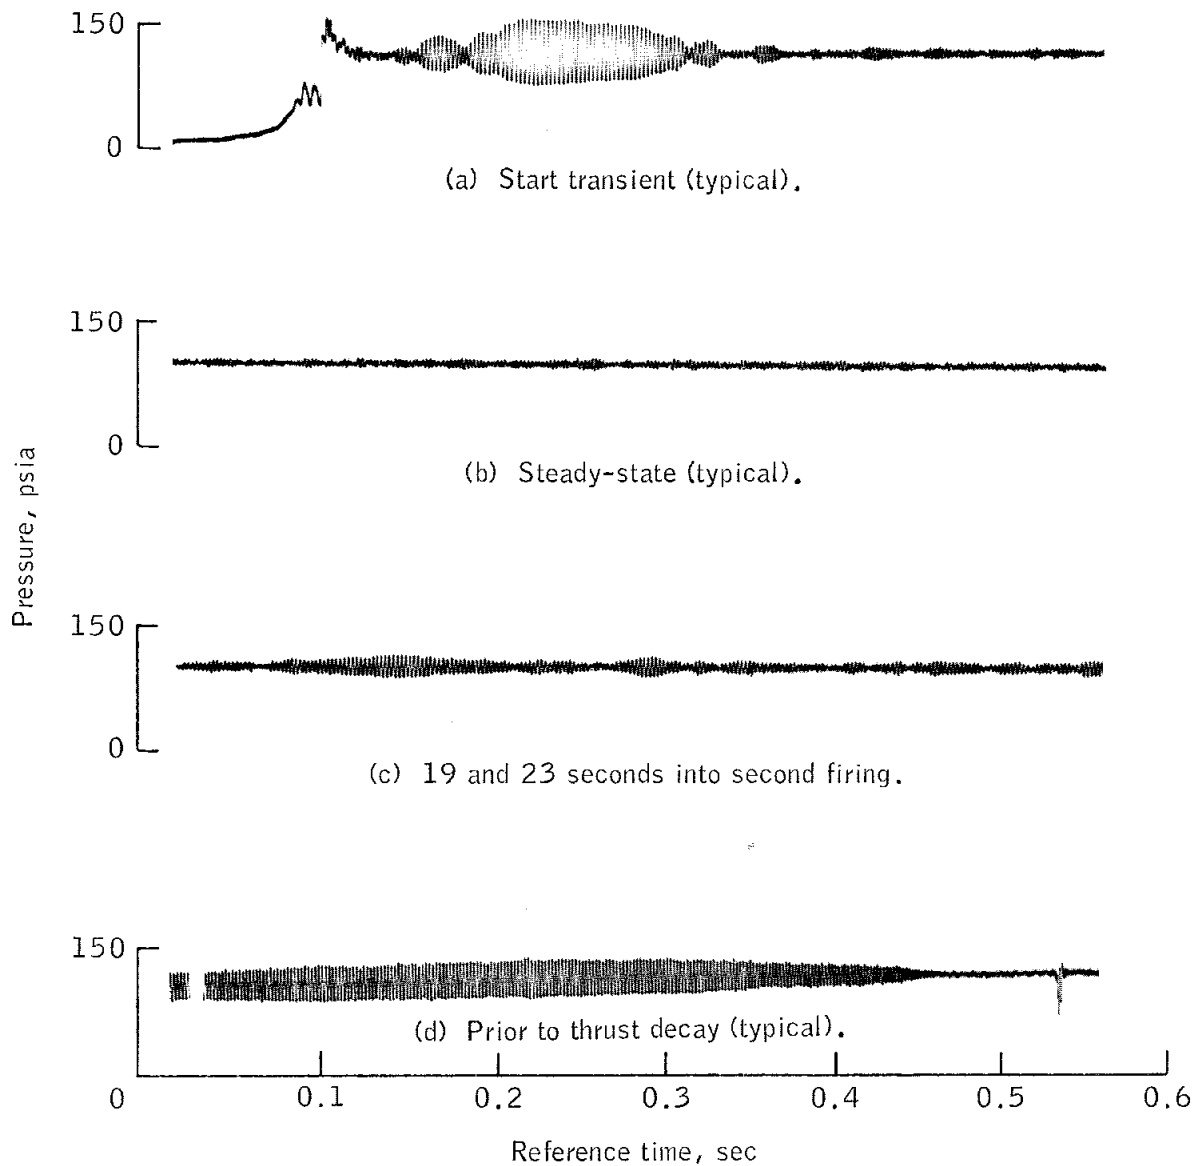 150
0
(a) Start transient (typical).
150
0
(b) Steady-state (typical).
Pressure, psia
150
0
(c) 19 and 23 seconds into second firing.
150
(d) Prior to thrust decay (typical).
0 0.1 0.2 0.3 0.4 0.5 0.6
Reference time, sec